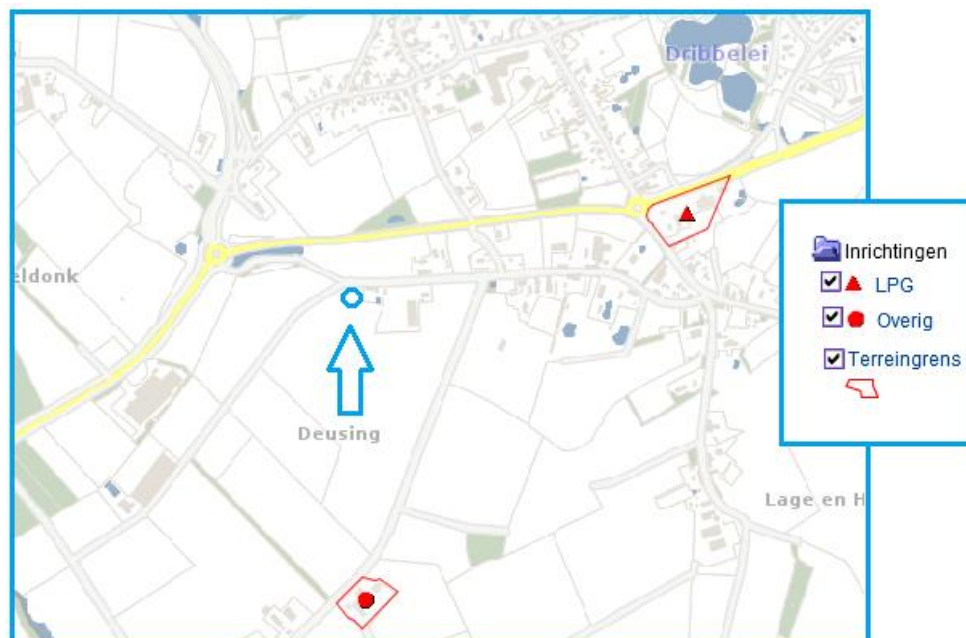 Dribbelei
eldonk
Deusing
Lage en H
Inrichtingen
LPG
Overig
Terreingrens